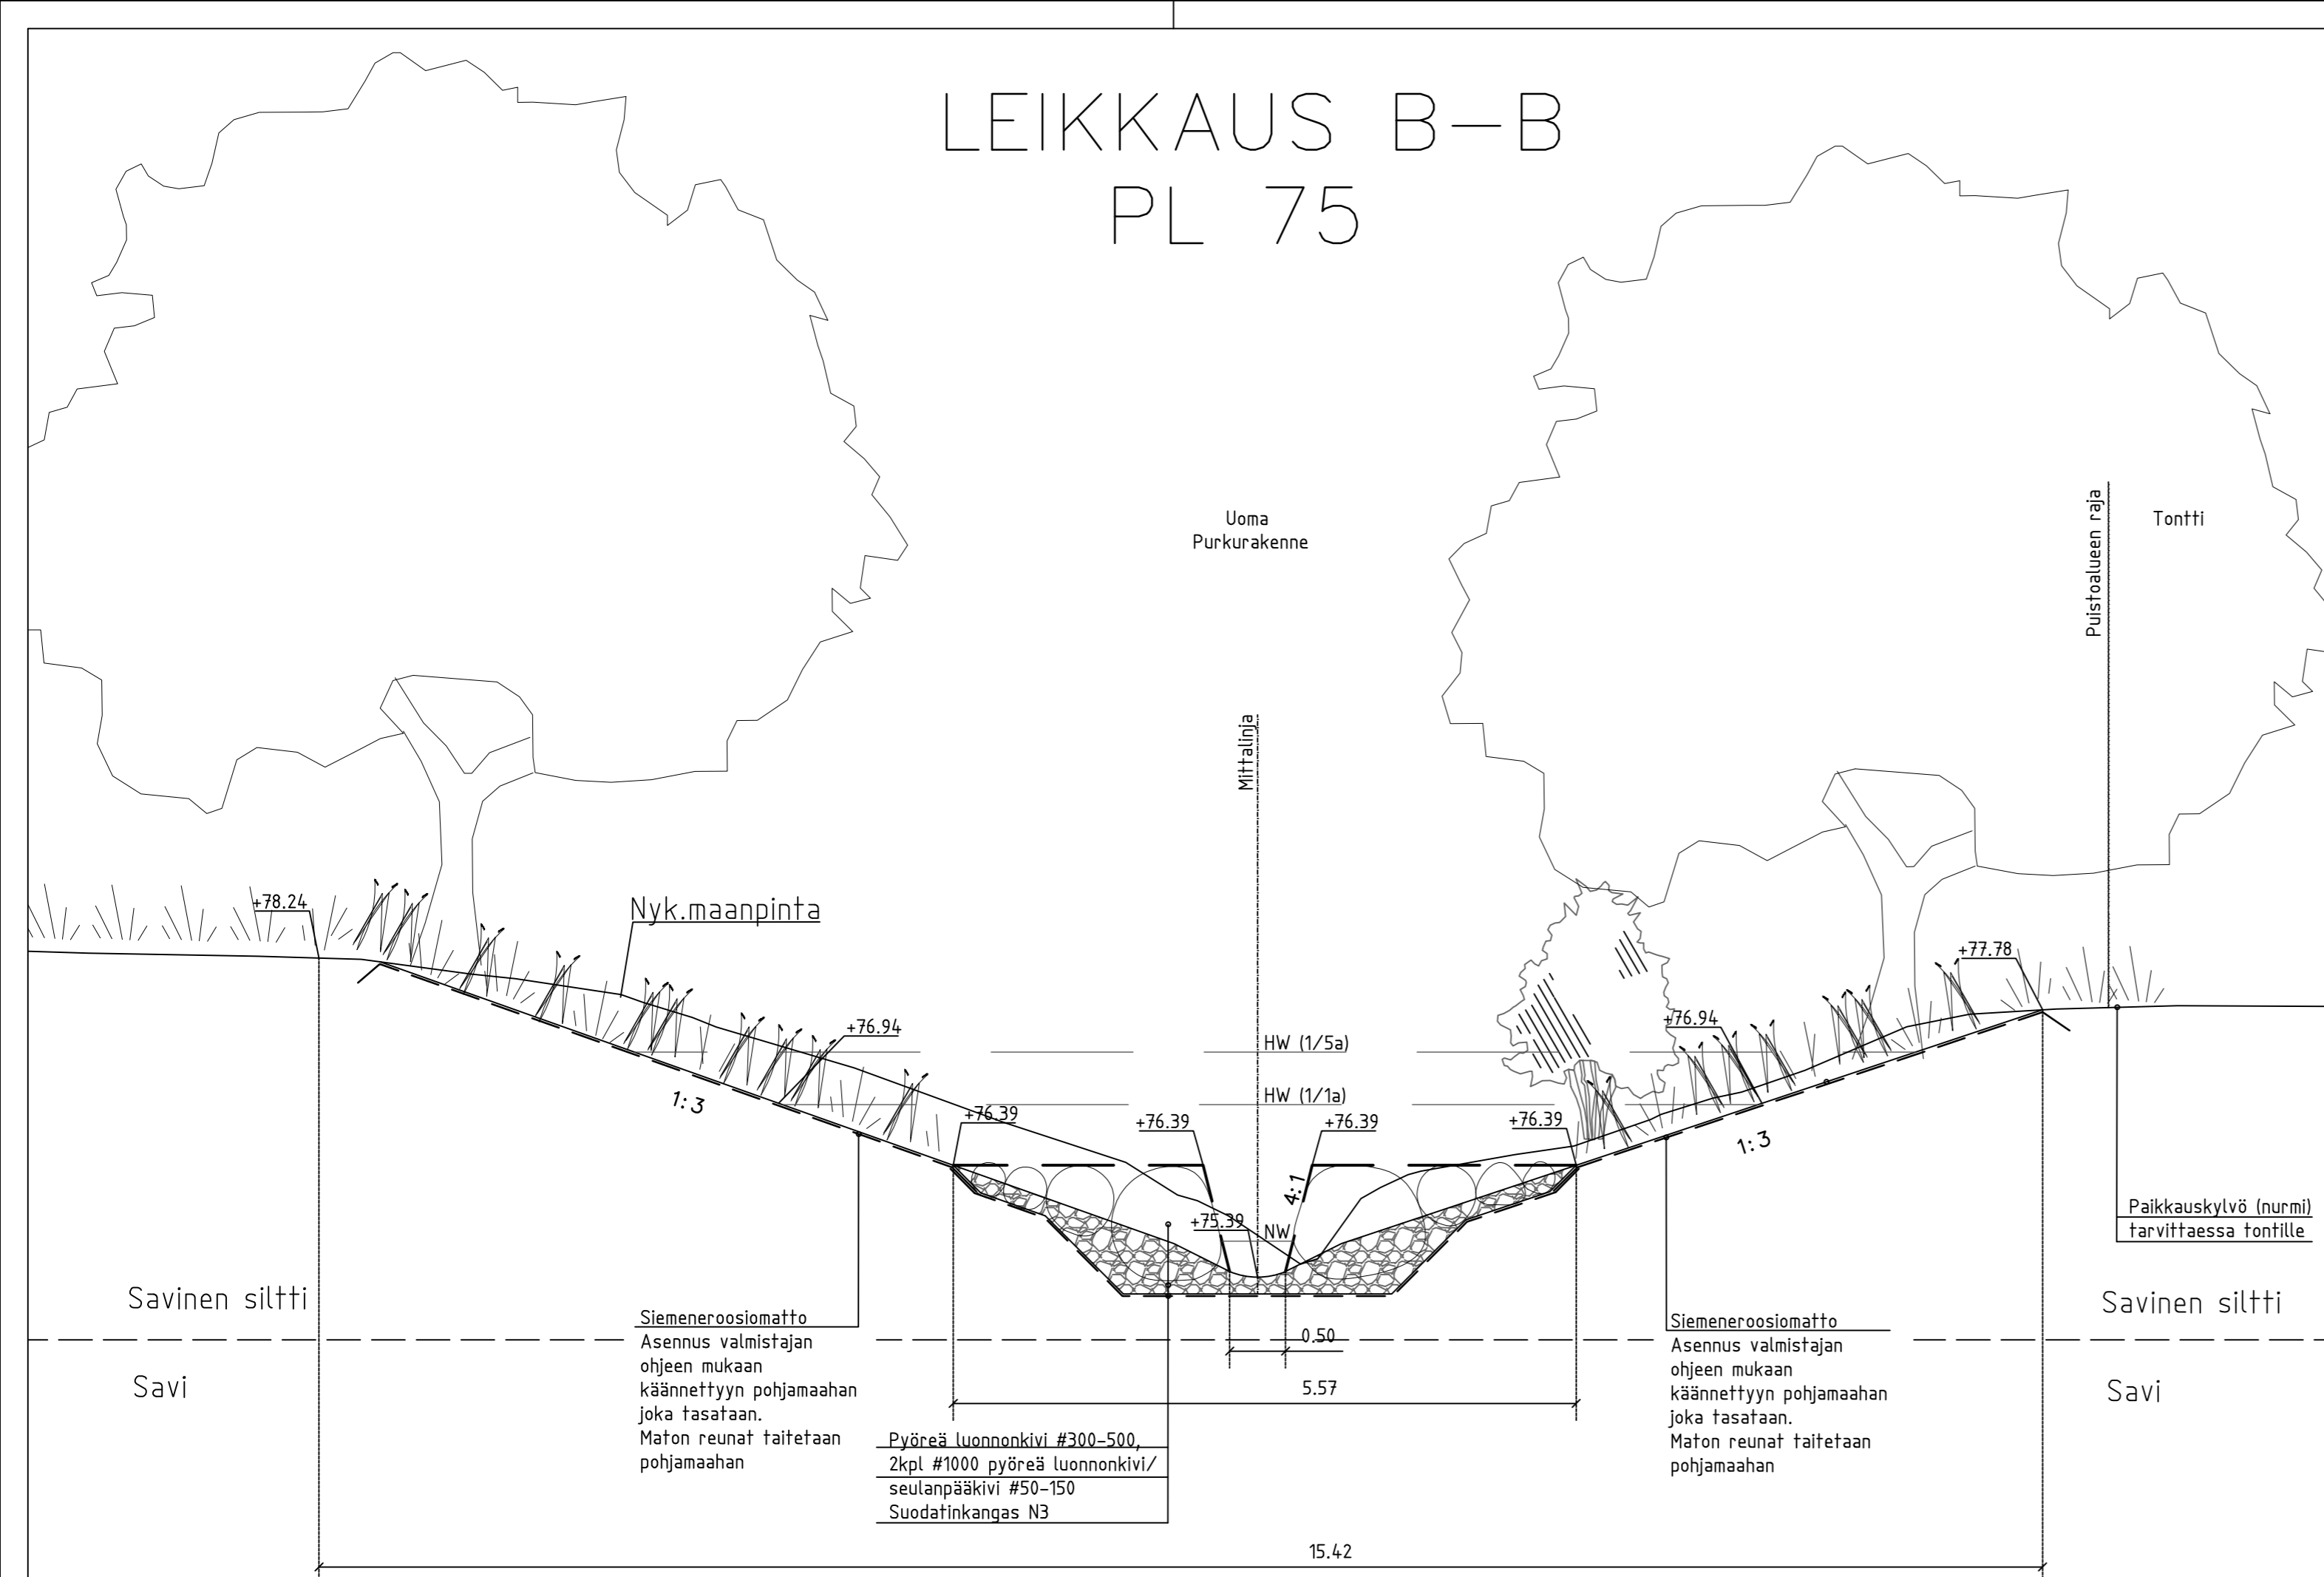 LEIKKAUS B-B
PL 75
Uoma
Purkurakenne
Puistoalueen raja
Tontti
Mittalinja
+78.24
Nyk.maanpinta
+77.78
+76.94
+76.94
HW (1/5a)
HW (1/1a)
1:3
+76.39
+76.39
+76.39
+76.39
1:3
4:1
+75.39
NW
Paikkauskylvö (nurmi)
tarvittaessa tontille
Savinen siltti
Savinen siltti
Savi
Savi
Siemeneroosiomatto
Asennus valmistajan
ohjeen mukaan
käännettyyn pohjamaahan
joka tasataan.
Maton reunat taitetaan
pohjamaahan
0.50
5.57
Siemeneroosiomatto
Asennus valmistajan
ohjeen mukaan
käännettyyn pohjamaahan
joka tasataan.
Maton reunat taitetaan
pohjamaahan
Pyöreä luonnonkivi #300-500,
2kpl #1000 pyöreä luonnonkivi/
seulanpääkivi #50-150
Suodatinkangas N3
15.42